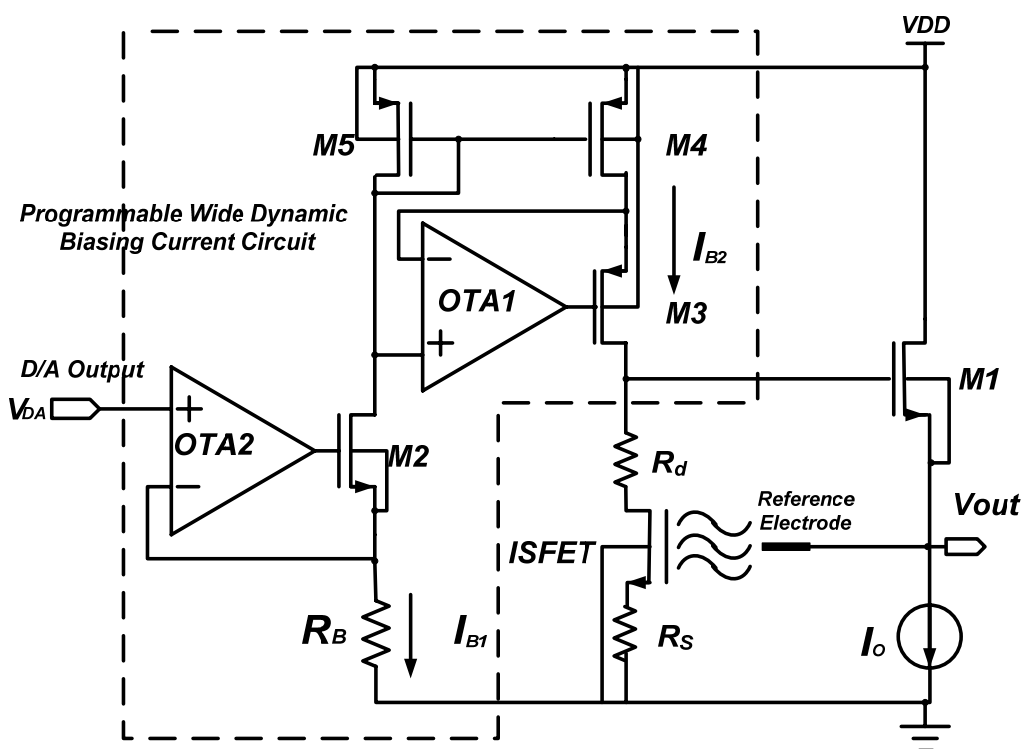 VDD
M5
M4
Programmable Wide Dynamic
Biasing Current Circuit
IB2
OTA1
M3
D/A Output
M1
VDA
OTA2
M2
Rd
Reference
Electrode
Vout
ISFET
RB
IB1
RS
IO